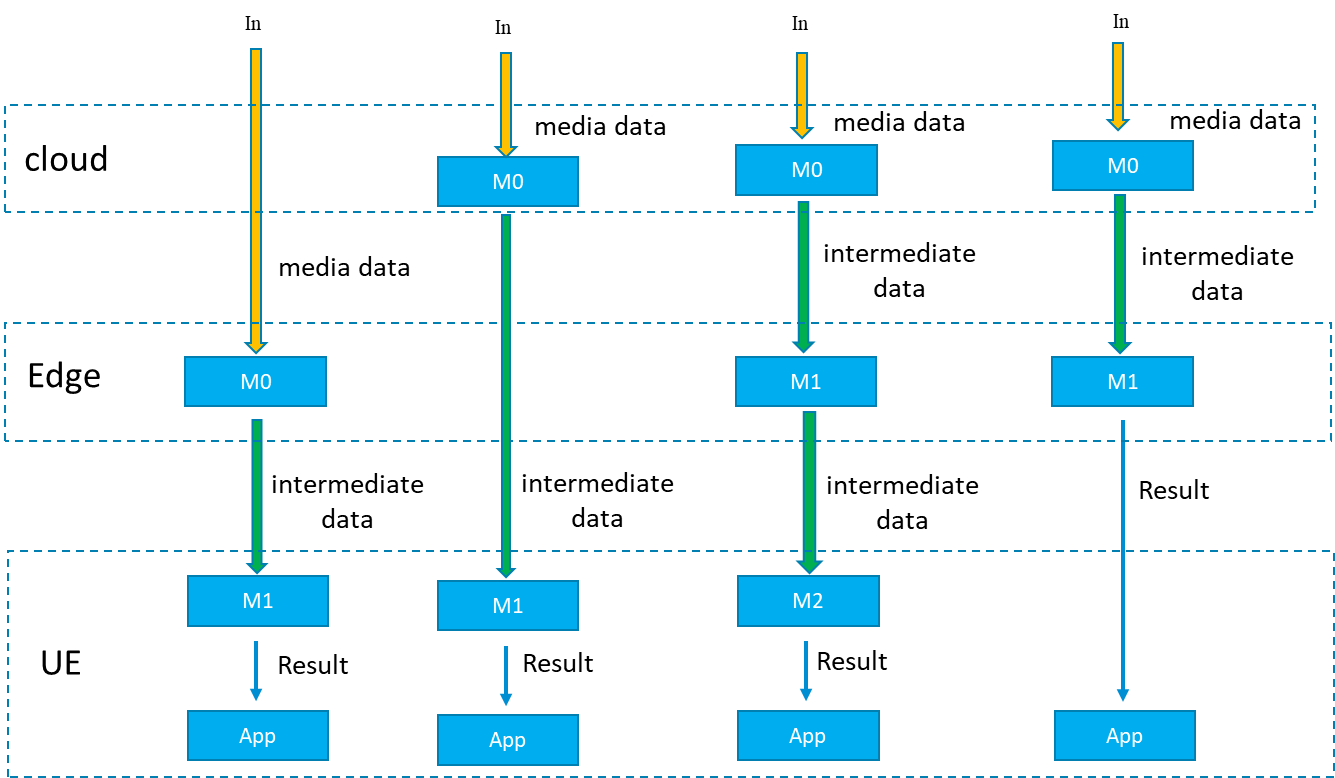 In
In
In
In
media data
media data
media data
cloud
M0
M0
M0
intermediate
data
intermediate
data
media data
Edge
M0
M1
M1
intermediate
data
intermediate
data
intermediate
data
Result
M1
M1
M2
UE
Result
Result
Result
App
App
App
App